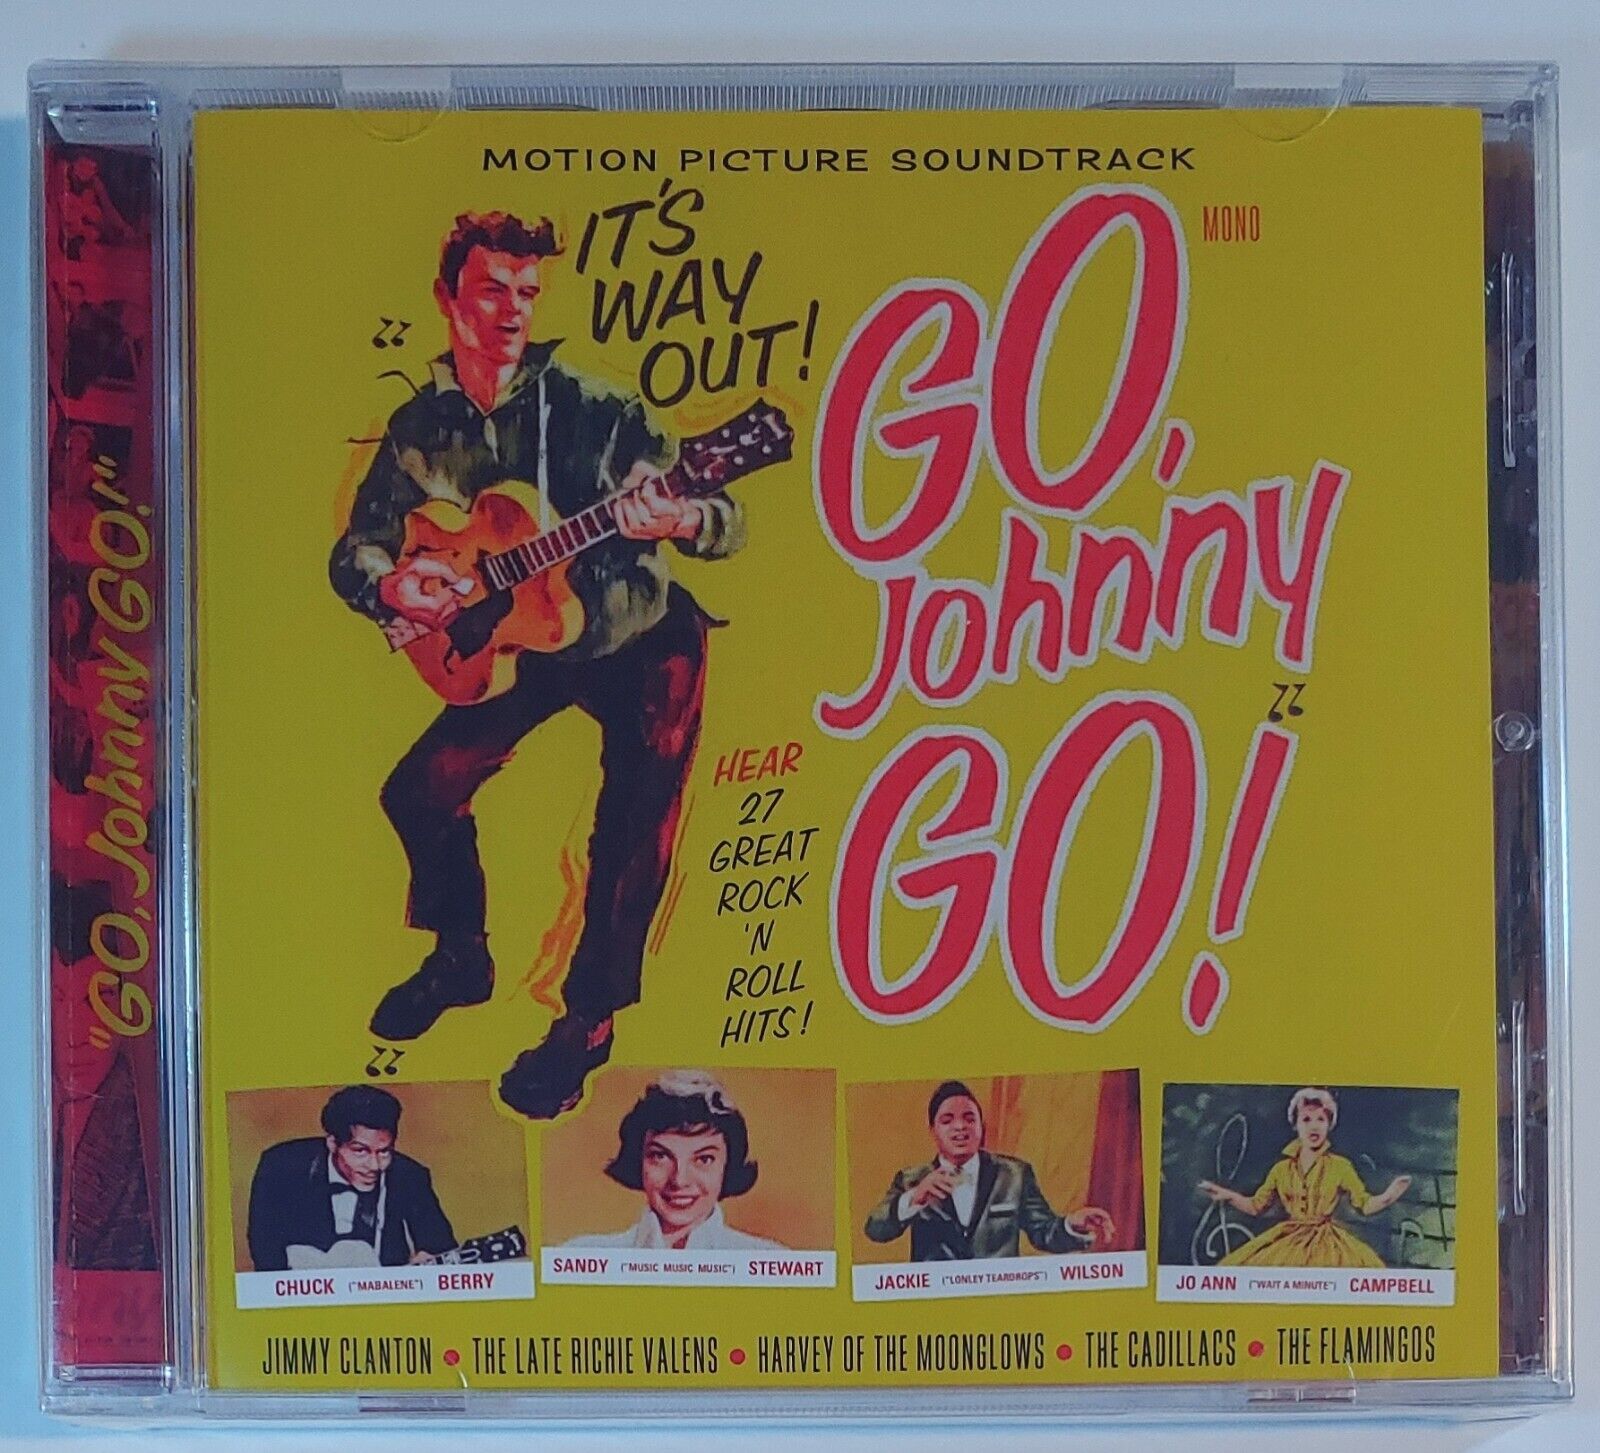 MOTION PICTURE SOUNDTRACK
IT'S
WAY
OUT!
GO,
MONO
Johnny
GO!
HEAR
27
GREAT
ROCK
'N
ROLL
HITS!
"GO, Johnny GO!"
CHUCK ("MABALENE") BERRY
SANDY ("MUSIC MUSIC MUSIC") STEWART
JACKIE ("LONLEY TEARDROPS") WILSON
JO ANN ("WAIT A MINUTE") CAMPBELL
JIMMY CLANTON • THE LATE RICHIE VALENS • HARVEY OF THE MOONGLOWS • THE CADILLACS • THE FLAMINGOS